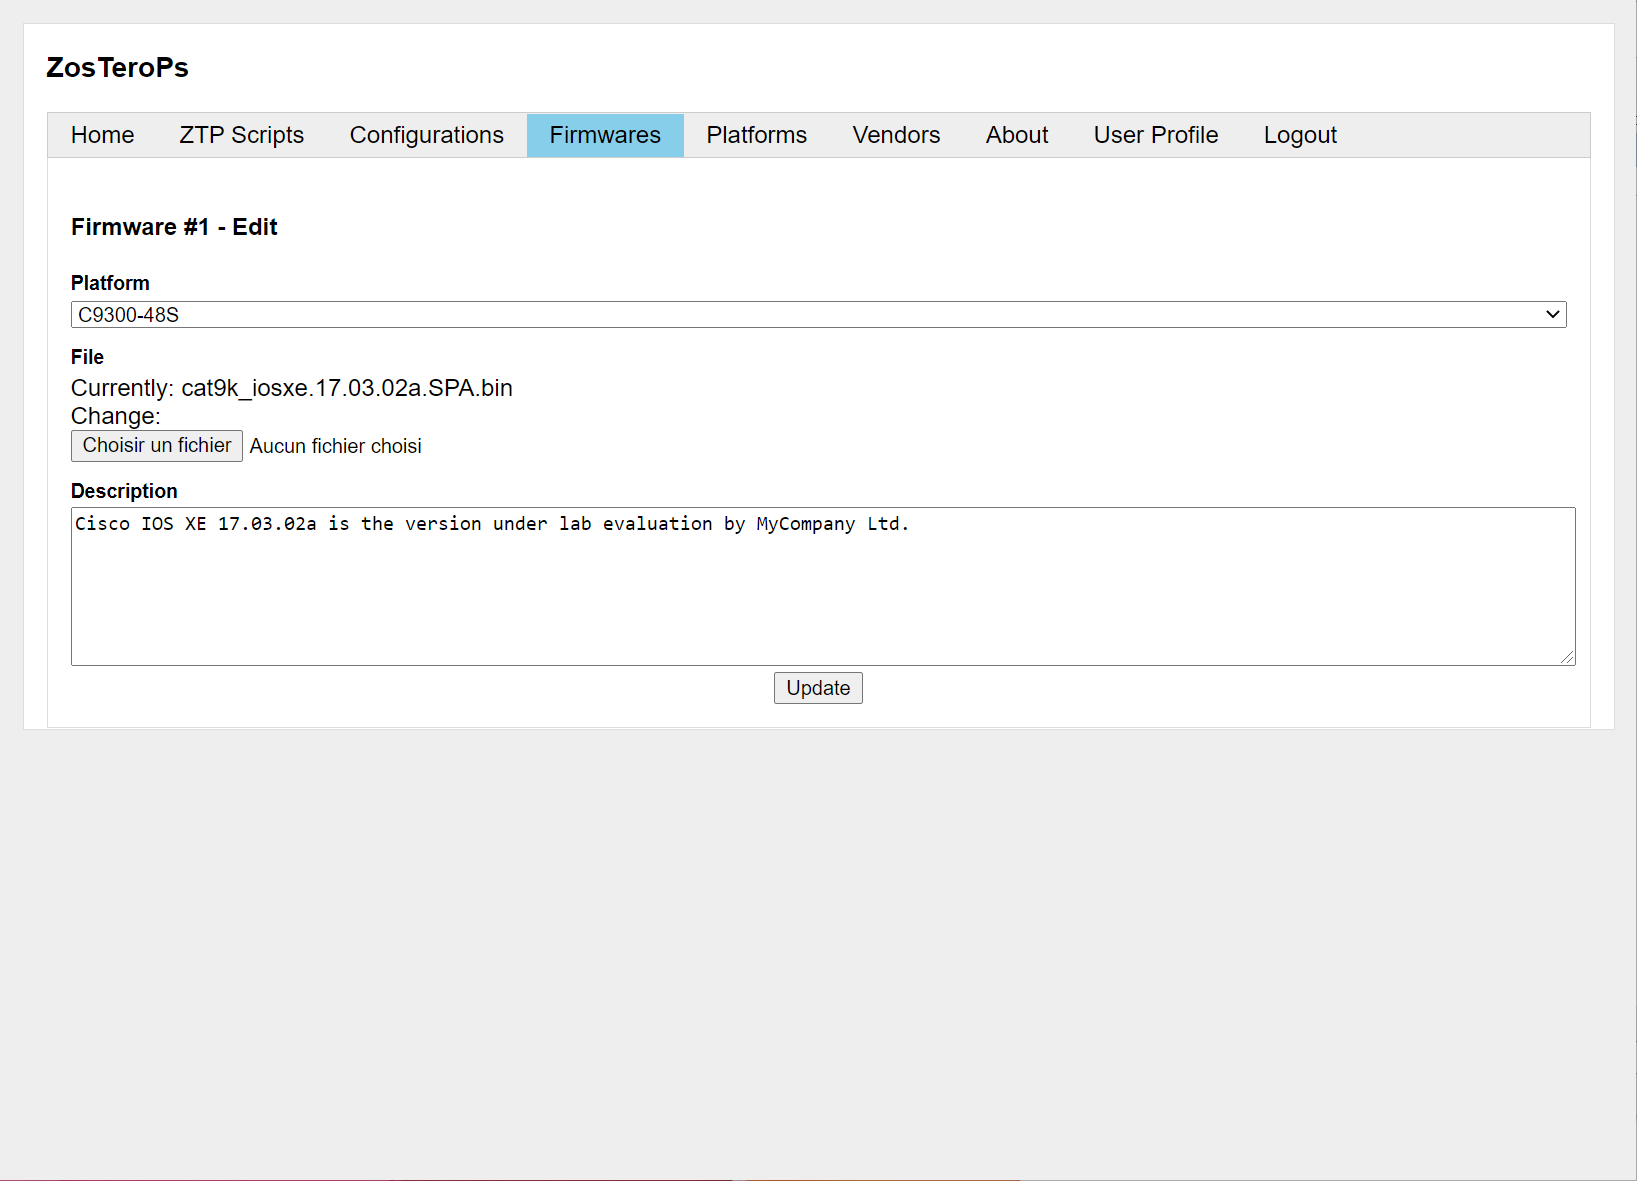 ZosTeroPs
Home ZTP Scripts Configurations Firmwares Platforms Vendors About User Profile Logout
Firmware #1 - Edit
Platform
C9300-48S
File
Currently: cat9k_iosxe.17.03.02a.SPA.bin
Change:
Choisir un fichier Aucun fichier choisi
Description
Cisco IOS XE 17.03.02a is the version under lab evaluation by MyCompany Ltd.
Update